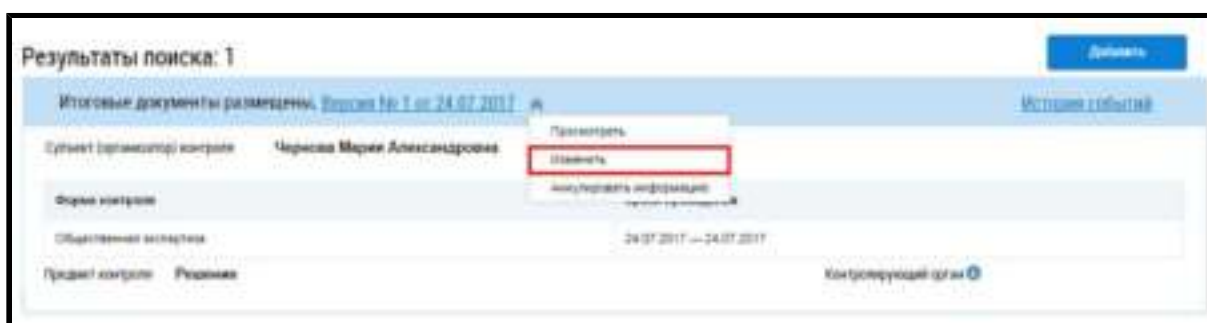 Результаты поиска: 1
Добавить
Итоговые документы размещены, Версия № 1 от 24.07.2017
История событий
Просмотреть
Субъект (организатор) контроля Чернова Мария Александровна
Изменить
Аннулировать информацию
Форма контроля
Общественная экспертиза 24.07.2017 — 24.07.2017
Предмет контроля Решение Контролирующий орган